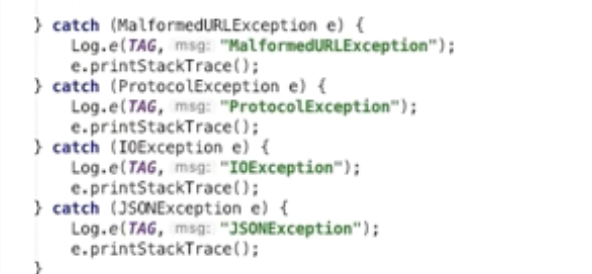 } catch (MalformedURLException e) {
Log.e(TAG, msg: "MalformedURLException");
e.printStackTrace();
} catch (ProtocolException e) {
Log.e(TAG, msg: "ProtocolException");
e.printStackTrace();
} catch (IOException e) {
Log.e(TAG, msg: "IOException");
e.printStackTrace();
} catch (JSONException e) {
Log.e(TAG, msg: "JSONException");
e.printStackTrace();
}